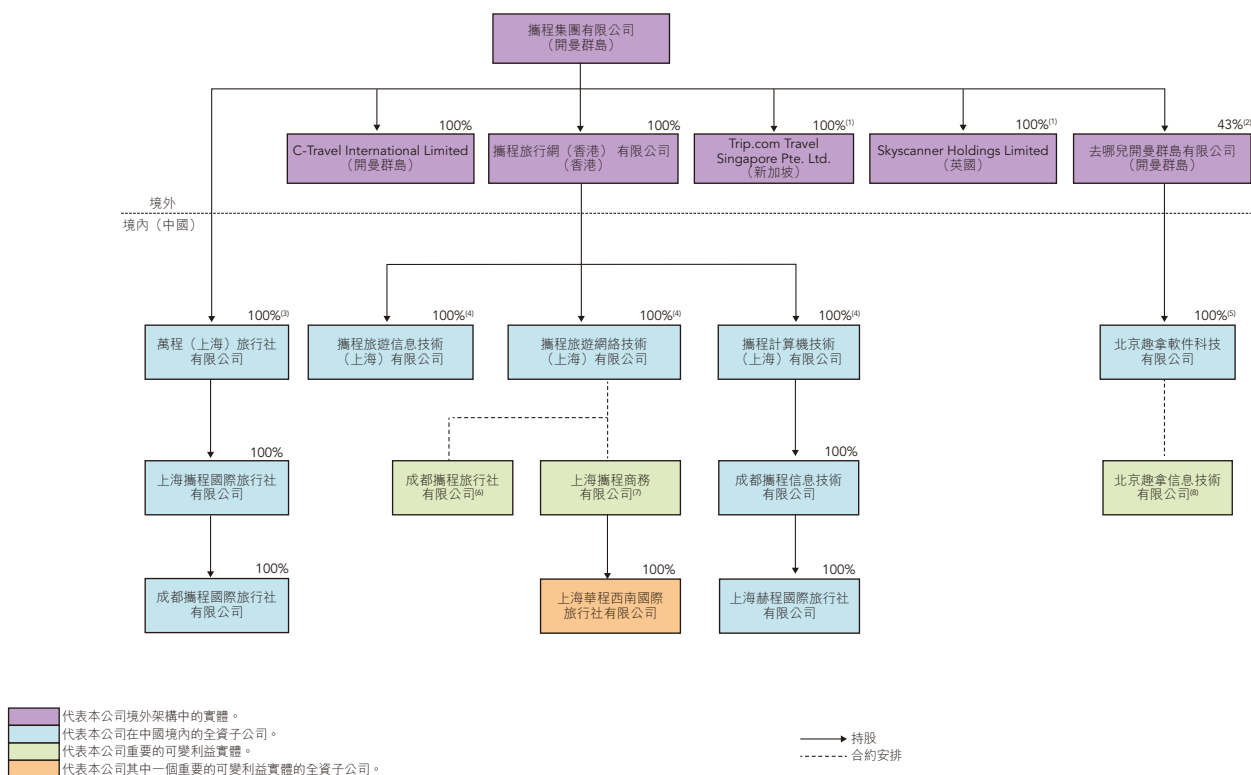 攜程集團有限公司
（開曼群島）
100%
100%
100%(1)
100%(1)
43%(2)
C-Travel International Limited
（開曼群島）
攜程旅行網（香港） 有限公司
（香港）
Trip.com Travel
Singapore Pte. Ltd.
（新加坡）
Skyscanner Holdings Limited
（英國）
去哪兒開曼群島有限公司
（開曼群島）
境外
境內（中國）
100%(3)
100%(4)
100%(4)
100%(4)
100%(5)
萬程（上海）旅行社
有限公司
攜程旅遊信息技術
（上海）有限公司
攜程旅遊網絡技術
（上海）有限公司
攜程計算機技術
（上海）有限公司
北京趣拿軟件科技
有限公司
100%
100%
上海攜程國際旅行社
有限公司
成都攜程旅行社
有限公司(6)
上海攜程商務
有限公司(7)
成都攜程信息技術
有限公司
北京趣拿信息技術
有限公司(8)
100%
100%
100%
成都攜程國際旅行社
有限公司
上海華程西南國際
旅行社有限公司
上海赫程國際旅行社
有限公司
代表本公司境外架構中的實體。
代表本公司在中國境內的全資子公司。
代表本公司重要的可變利益實體。
代表本公司其中一個重要的可變利益實體的全資子公司。
持股
合約安排